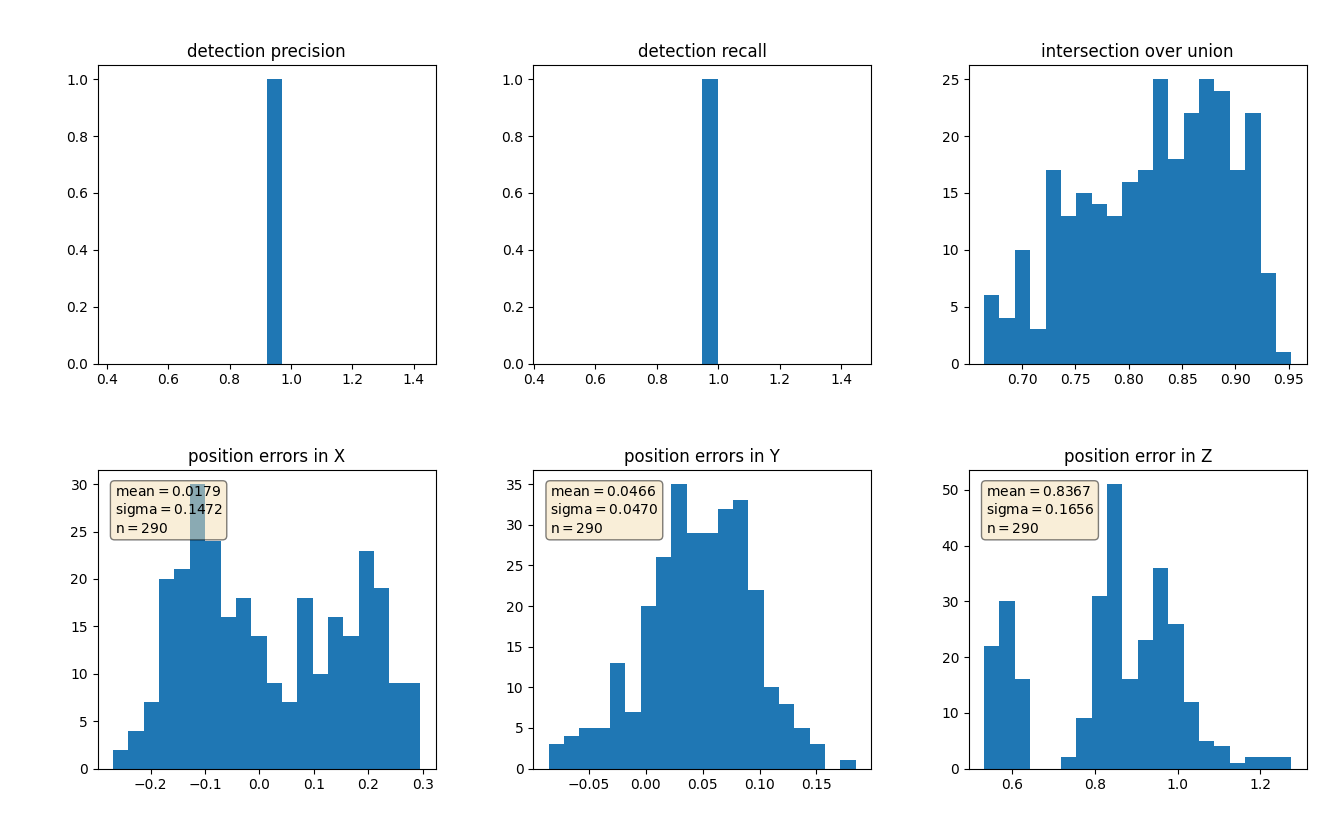 detection precision
1.0
0.8
0.6
0.4
0.2
0.0
0.4 0.6 0.8 1.0 1.2 1.4
detection recall
1.0
0.8
0.6
0.4
0.2
0.0
0.4 0.6 0.8 1.0 1.2 1.4
intersection over union
25
20
15
10
5
0
0.70 0.75 0.80 0.85 0.90 0.95
position errors in X
mean = 0.0179
sigma = 0.1472
n = 290
30
25
20
15
10
5
0
−0.2 −0.1 0.0 0.1 0.2 0.3
position errors in Y
mean = 0.0466
sigma = 0.0470
n = 290
35
30
25
20
15
10
5
0
−0.05 0.00 0.05 0.10 0.15
position error in Z
mean = 0.8367
sigma = 0.1656
n = 290
50
40
30
20
10
0
0.6 0.8 1.0 1.2